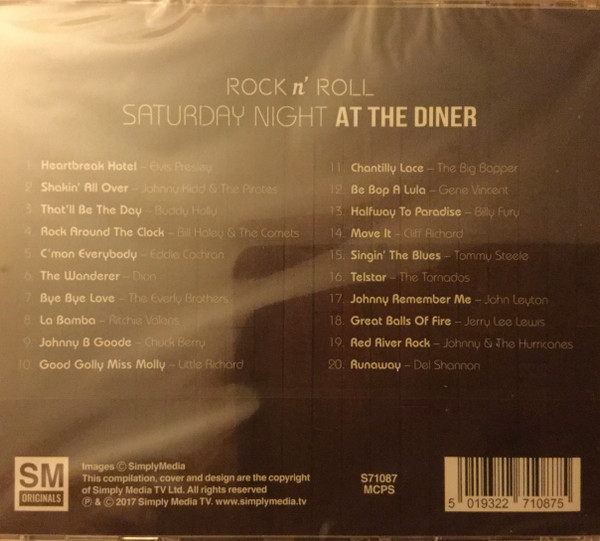 ROCK n' ROLL
SATURDAY NIGHT AT THE DINER
1. Heartbreak Hotel – Elvis Presley
2. Shakin' All Over – Johnny Kidd & The Pirates
3. That'll Be The Day – Buddy Holly
4. Rock Around The Clock – Bill Haley & The Comets
5. C'mon Everybody – Eddie Cochran
6. The Wanderer – Dion
7. Bye Bye Love – The Everly Brothers
8. La Bamba – Ritchie Valens
9. Johnny B Goode – Chuck Berry
10. Good Golly Miss Molly – Little Richard
11. Chantilly Lace – The Big Bopper
12. Be Bop A Lula – Gene Vincent
13. Halfway To Paradise – Billy Fury
14. Move It – Cliff Richard
15. Singin' The Blues – Tommy Steele
16. Telstar – The Tornados
17. Johnny Remember Me – John Leyton
18. Great Balls Of Fire – Jerry Lee Lewis
19. Red River Rock – Johnny & The Hurricanes
20. Runaway – Del Shannon
SM
ORIGINALS
Images © SimplyMedia
This compilation, cover and design are the copyright
of Simply Media TV Ltd. All rights reserved
℗ & © 2017 Simply Media TV. www.simplymedia.tv
S71087
MCPS
5 019322 710875